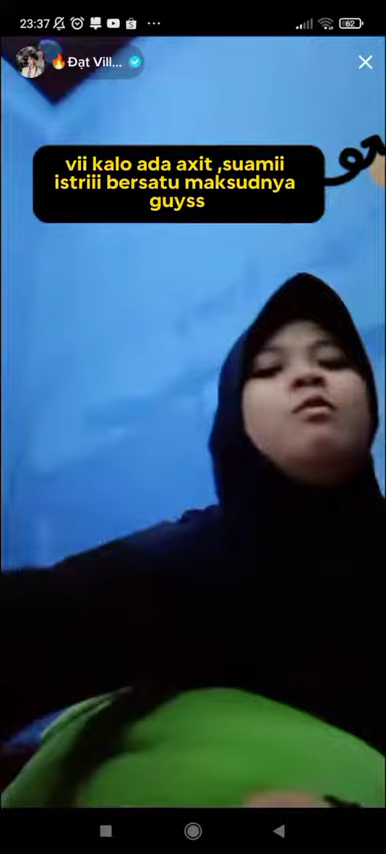 23:37
62
🔥Đạt Vill...
vii kalo ada axit ,suamii
istriii bersatu maksudnya
guyss